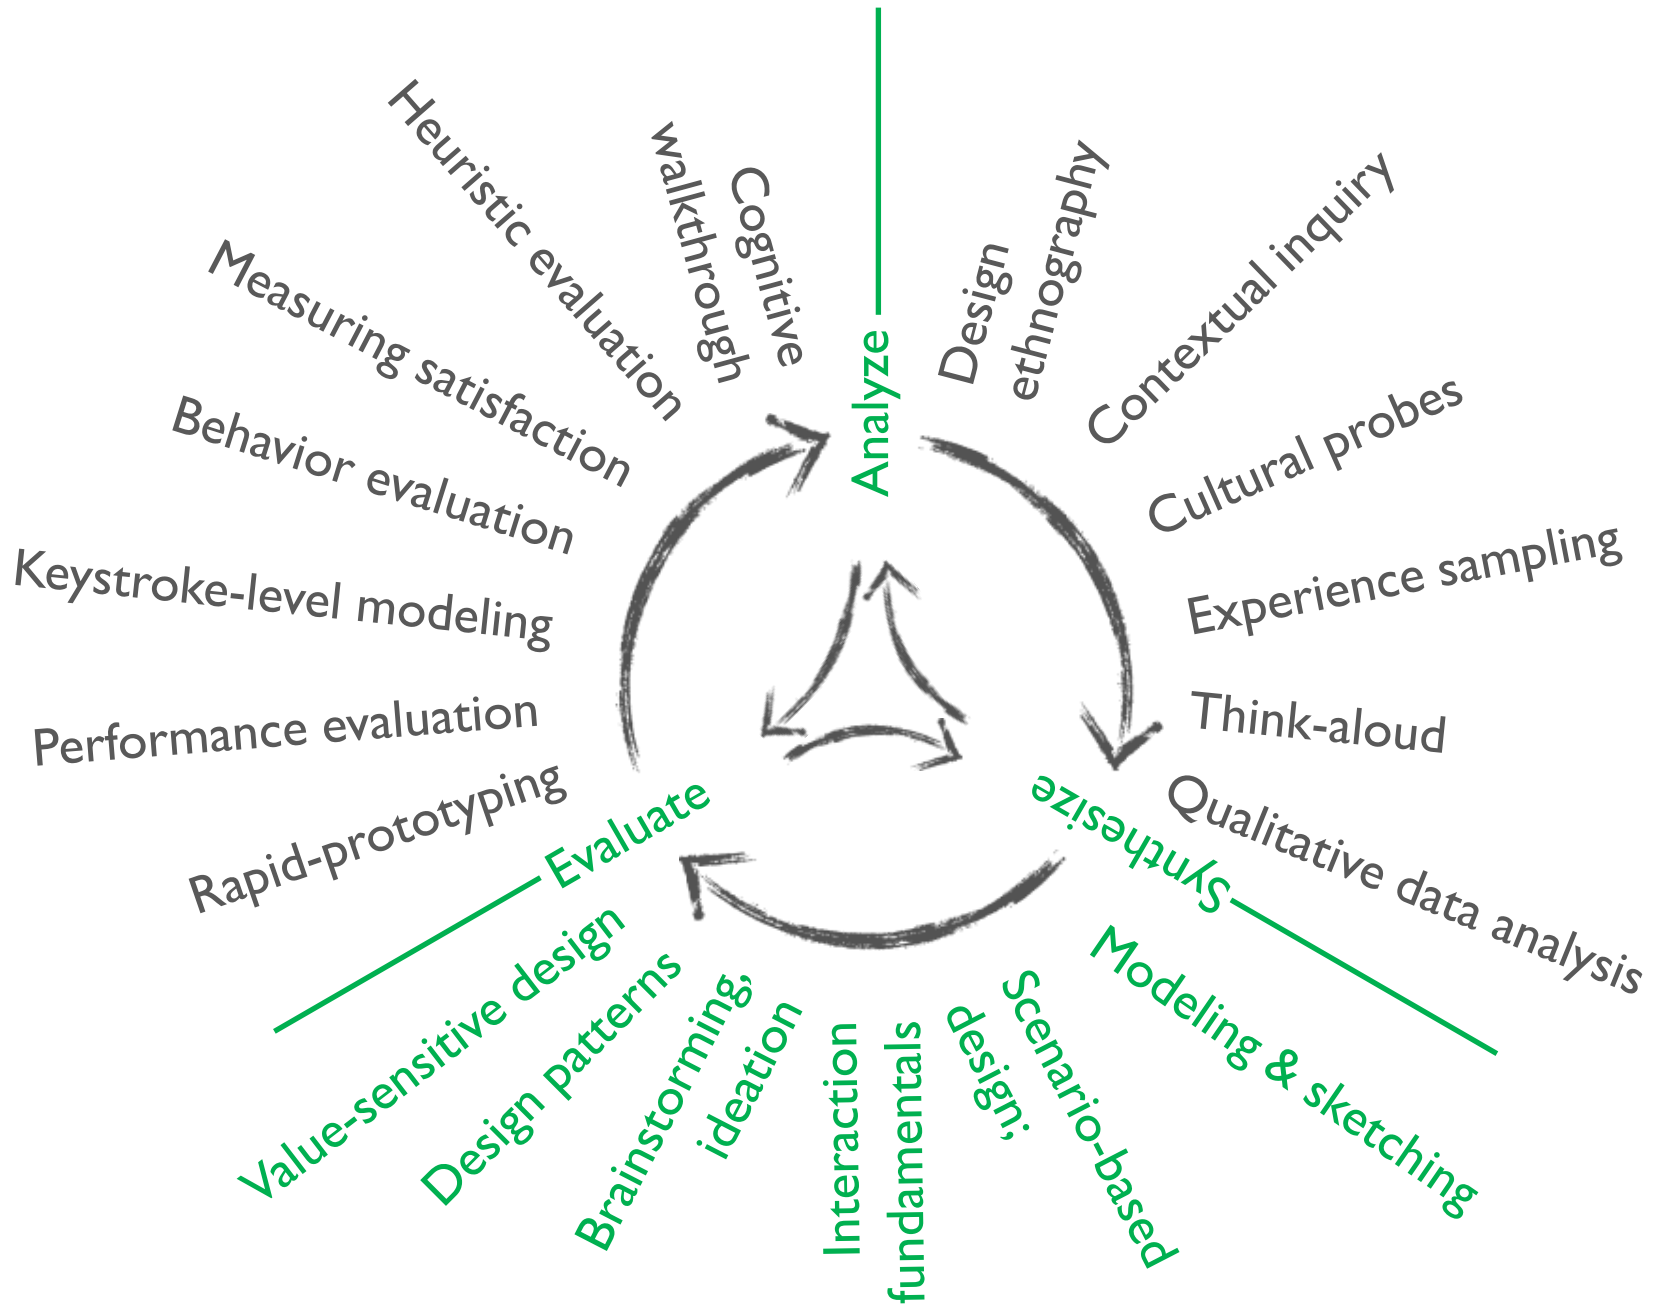 Analyze
Design
ethnography
Contextual inquiry
Cultural probes
Experience sampling
Think-aloud
Qualitative data analysis
Synthesize
Modeling & sketching
Scenario-based
design;
Interaction
fundamentals
Brainstorming,
ideation
Design patterns
Value-sensitive design
Evaluate
Rapid-prototyping
Performance evaluation
Keystroke-level modeling
Behavior evaluation
Measuring satisfaction
Heuristic evaluation
Cognitive
walkthrough